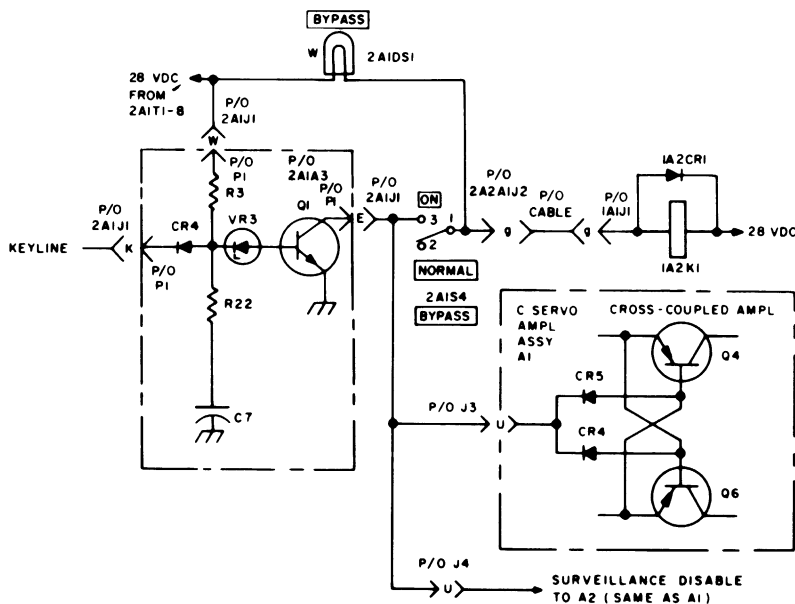 BYPASS
W
2A1DS1
28 VDC
FROM
2A1T1-8
P/O
2A1J1
W
P/O
P1
R3
P/O
2A1A3
P/O
P1
P/O
2A1J1
P/O
2A1J1
KEYLINE
K
P/O
P1
CR4
VR3
Q1
E
ON
3
1
2
NORMAL
2A1S4
BYPASS
P/O
2A2A1J2
g
P/O
CABLE
g
P/O
1A1J1
1A2CR1
28 VDC
1A2K1
R22
C7
C SERVO
AMPL
ASSY
A1
CROSS-COUPLED AMPL
Q4
CR5
P/O J3
U
CR4
Q6
P/O J4
U
SURVEILLANCE DISABLE
TO A2 (SAME AS A1)